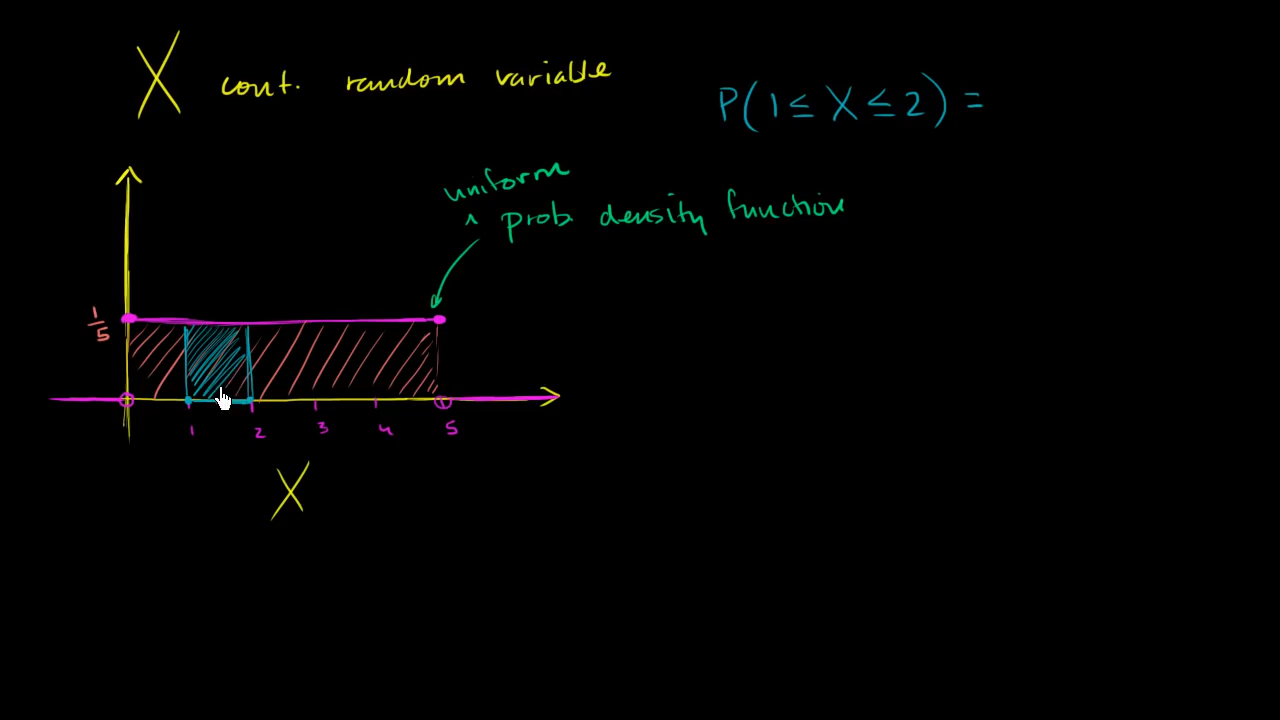 X cont. random variable
P(1 ≤ X ≤ 2) =
uniform
^ prob density function
1/5
1 2 3 4 5
X